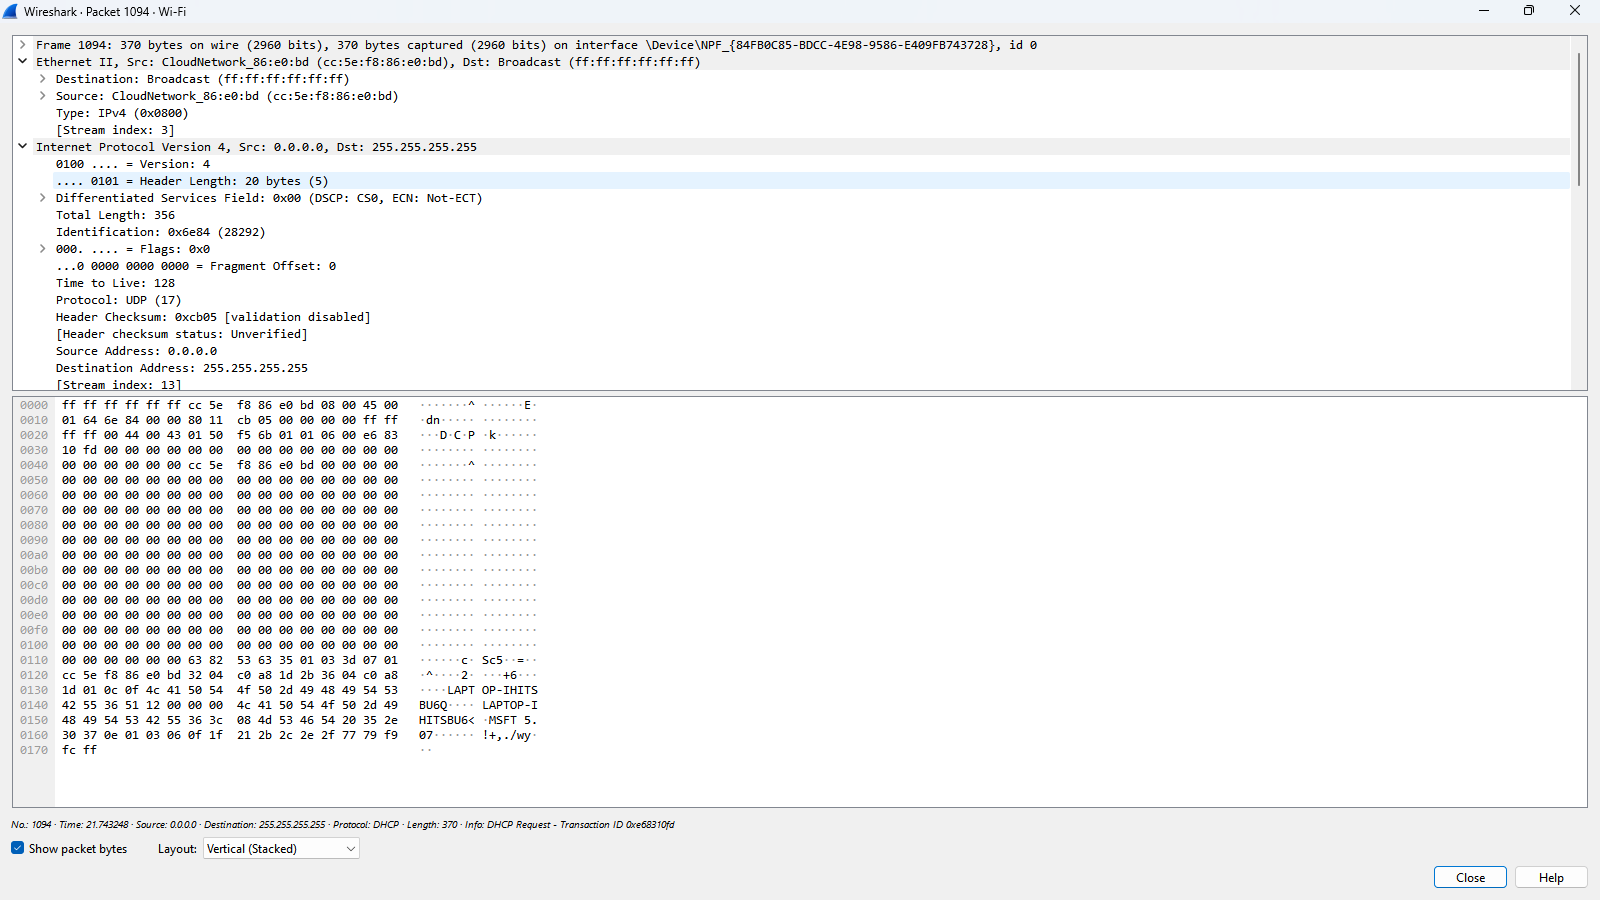 Wireshark · Packet 1094 · Wi-Fi
Frame 1094: 370 bytes on wire (2960 bits), 370 bytes captured (2960 bits) on interface \Device\NPF_{84FB0C85-BDCC-4E98-9586-E409FB743728}, id 0
Ethernet II, Src: CloudNetwork_86:e0:bd (cc:5e:f8:86:e0:bd), Dst: Broadcast (ff:ff:ff:ff:ff:ff)
Destination: Broadcast (ff:ff:ff:ff:ff:ff)
Source: CloudNetwork_86:e0:bd (cc:5e:f8:86:e0:bd)
Type: IPv4 (0x0800)
[Stream index: 3]
Internet Protocol Version 4, Src: 0.0.0.0, Dst: 255.255.255.255
0100 .... = Version: 4
.... 0101 = Header Length: 20 bytes (5)
Differentiated Services Field: 0x00 (DSCP: CS0, ECN: Not-ECT)
Total Length: 356
Identification: 0x6e84 (28292)
000. .... = Flags: 0x0
...0 0000 0000 0000 = Fragment Offset: 0
Time to Live: 128
Protocol: UDP (17)
Header Checksum: 0xcb05 [validation disabled]
[Header checksum status: Unverified]
Source Address: 0.0.0.0
Destination Address: 255.255.255.255
[Stream index: 13]
0000 ff ff ff ff ff ff cc 5e f8 86 e0 bd 08 00 45 00 ·······^ ······E·
0010 01 64 6e 84 00 00 80 11 cb 05 00 00 00 00 ff ff ·dn····· ········
0020 ff ff 00 44 00 43 01 50 f5 6b 01 01 06 00 e6 83 ···D·C·P ·k······
0030 10 fd 00 00 00 00 00 00 00 00 00 00 00 00 00 00 ········ ········
0040 00 00 00 00 00 00 cc 5e f8 86 e0 bd 00 00 00 00 ·······^ ········
0050 00 00 00 00 00 00 00 00 00 00 00 00 00 00 00 00 ········ ········
0060 00 00 00 00 00 00 00 00 00 00 00 00 00 00 00 00 ········ ········
0070 00 00 00 00 00 00 00 00 00 00 00 00 00 00 00 00 ········ ········
0080 00 00 00 00 00 00 00 00 00 00 00 00 00 00 00 00 ········ ········
0090 00 00 00 00 00 00 00 00 00 00 00 00 00 00 00 00 ········ ········
00a0 00 00 00 00 00 00 00 00 00 00 00 00 00 00 00 00 ········ ········
00b0 00 00 00 00 00 00 00 00 00 00 00 00 00 00 00 00 ········ ········
00c0 00 00 00 00 00 00 00 00 00 00 00 00 00 00 00 00 ········ ········
00d0 00 00 00 00 00 00 00 00 00 00 00 00 00 00 00 00 ········ ········
00e0 00 00 00 00 00 00 00 00 00 00 00 00 00 00 00 00 ········ ········
00f0 00 00 00 00 00 00 00 00 00 00 00 00 00 00 00 00 ········ ········
0100 00 00 00 00 00 00 00 00 00 00 00 00 00 00 00 00 ········ ········
0110 00 00 00 00 00 00 63 82 53 63 35 01 03 3d 07 01 ······c· Sc5··=··
0120 cc 5e f8 86 e0 bd 32 04 c0 a8 1d 2b 36 04 c0 a8 ·^····2· ···+6···
0130 1d 01 0c 0f 4c 41 50 54 4f 50 2d 49 48 49 54 53 ····LAPT OP-IHITS
0140 42 55 36 51 12 00 00 00 4c 41 50 54 4f 50 2d 49 BU6Q···· LAPTOP-I
0150 48 49 54 53 42 55 36 3c 08 4d 53 46 54 20 35 2e HITSBU6< ·MSFT 5.
0160 30 37 0e 01 03 06 0f 1f 21 2b 2c 2e 2f 77 79 f9 07······ !+,./wy·
0170 fc ff ··
No.: 1094 · Time: 21.743248 · Source: 0.0.0.0 · Destination: 255.255.255.255 · Protocol: DHCP · Length: 370 · Info: DHCP Request - Transaction ID 0xe68310fd
Show packet bytes Layout: Vertical (Stacked)
Close Help